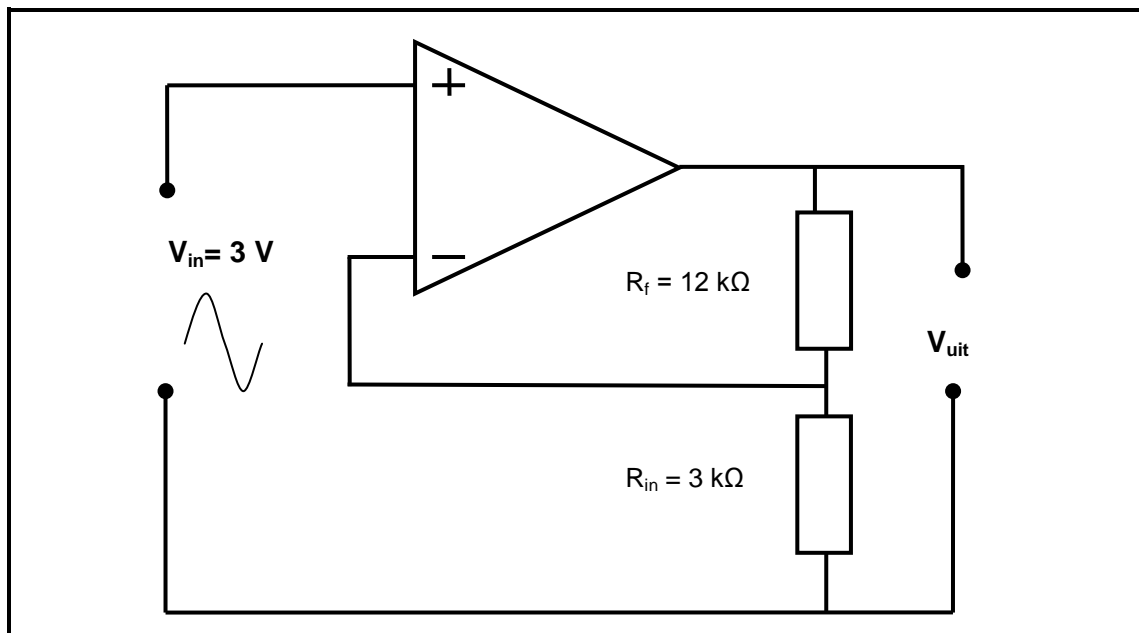 +
V_in= 3 V
−
R_f = 12 kΩ
V_uit
R_in = 3 kΩ